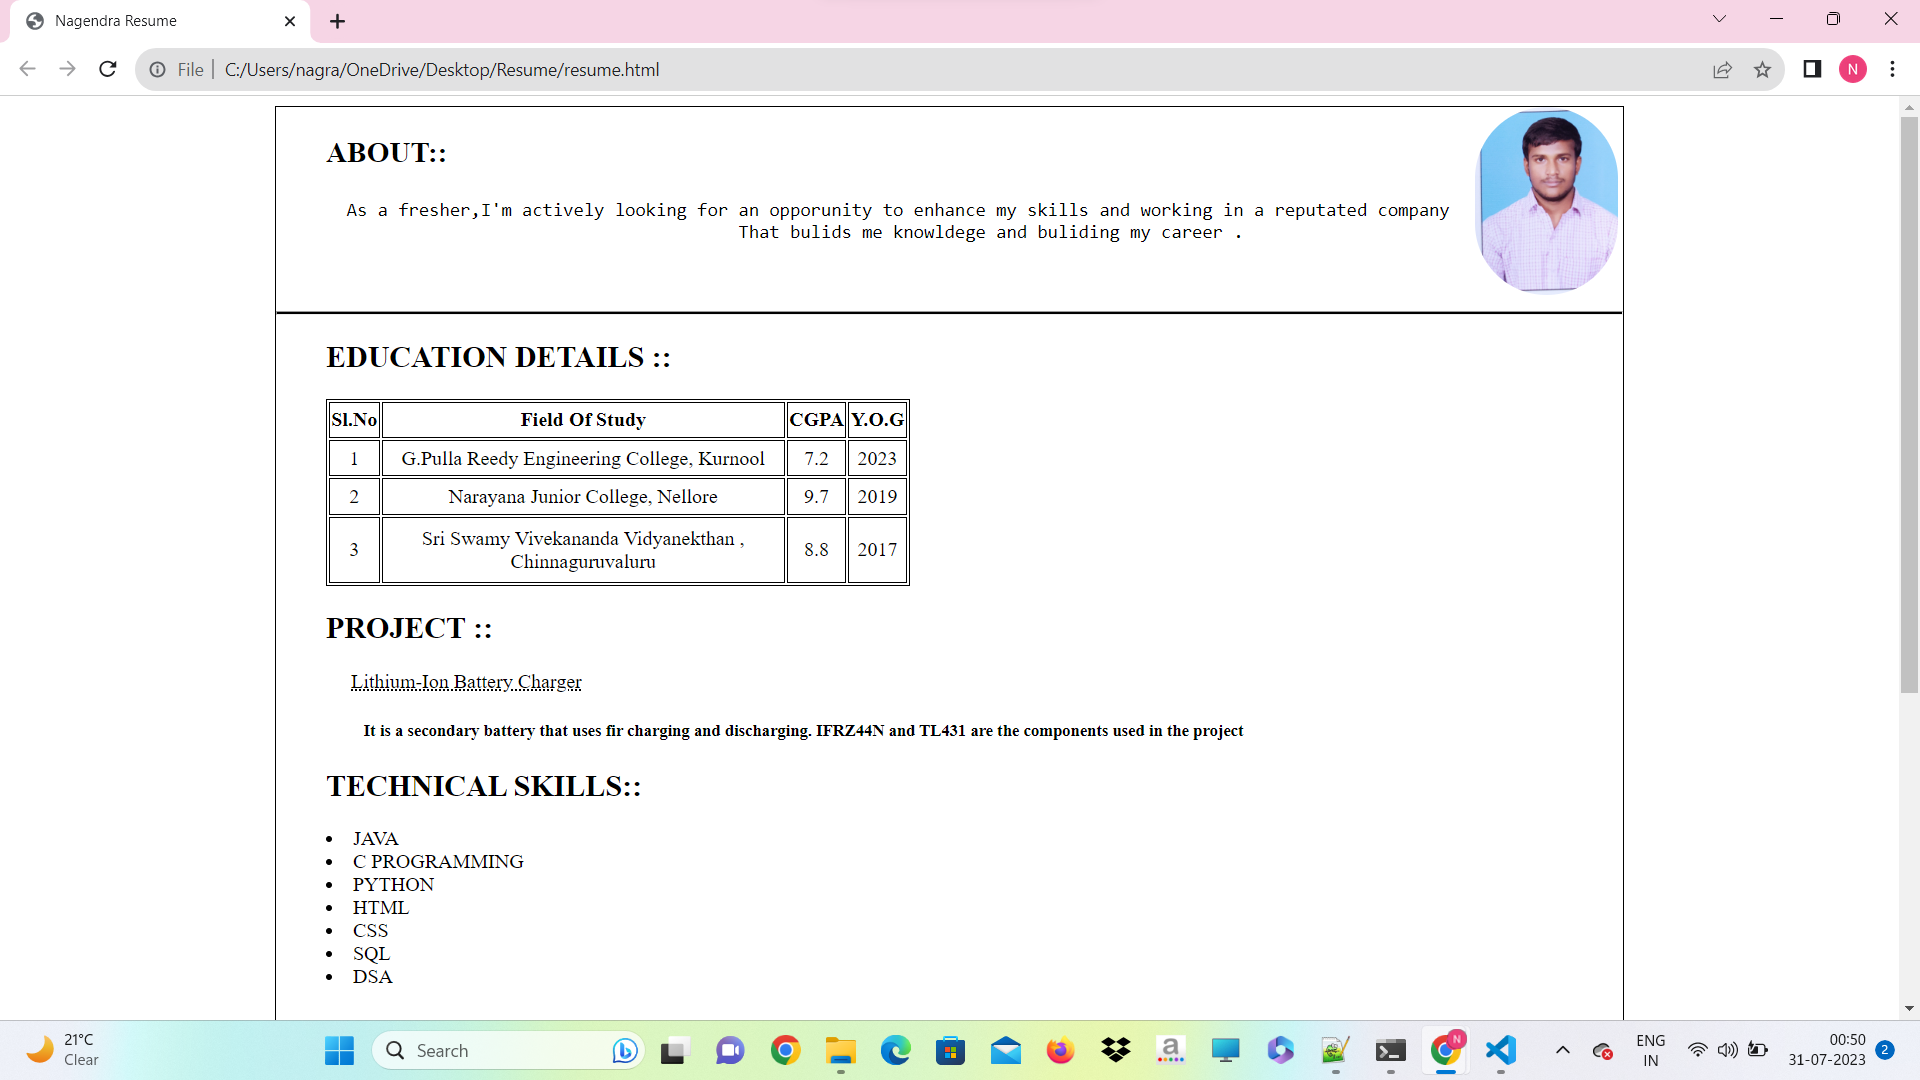 Nagendra Resume
File
C:/Users/nagra/OneDrive/Desktop/Resume/resume.html
N
ABOUT::
As a fresher,I'm actively looking for an opporunity to enhance my skills and working in a reputated company
That bulids me knowldege and buliding my career .
EDUCATION DETAILS ::
Sl.No Field Of Study CGPA Y.O.G
1 G.Pulla Reedy Engineering College, Kurnool 7.2 2023
2 Narayana Junior College, Nellore 9.7 2019
3 Sri Swamy Vivekananda Vidyanekthan , 8.8 2017
Chinnaguruvaluru
PROJECT ::
Lithium-Ion Battery Charger
It is a secondary battery that uses fir charging and discharging. IFRZ44N and TL431 are the components used in the project
TECHNICAL SKILLS::
• JAVA
• C PROGRAMMING
• PYTHON
• HTML
• CSS
• SQL
• DSA
21°C
Clear
Search
a
N
ENG
IN
00:50
31-07-2023
2